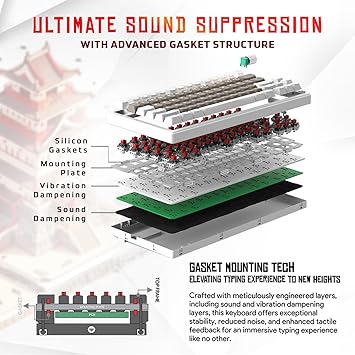 ULTIMATE SOUND SUPPRESSION
WITH ADVANCED GASKET STRUCTURE
Silicon
Gaskets
Mounting
Plate
Vibration
Dampening
Sound
Dampening
GASKET MOUNTING TECH
ELEVATING TYPING EXPERIENCE TO NEW HEIGHTS
Crafted with meticulously engineered layers,
including sound and vibration dampening
layers, this keyboard offers exceptional
stability, reduced noise, and enhanced tactile
feedback for an immersive typing experience
like no other.
GASKET
TOP FRAME
PCB